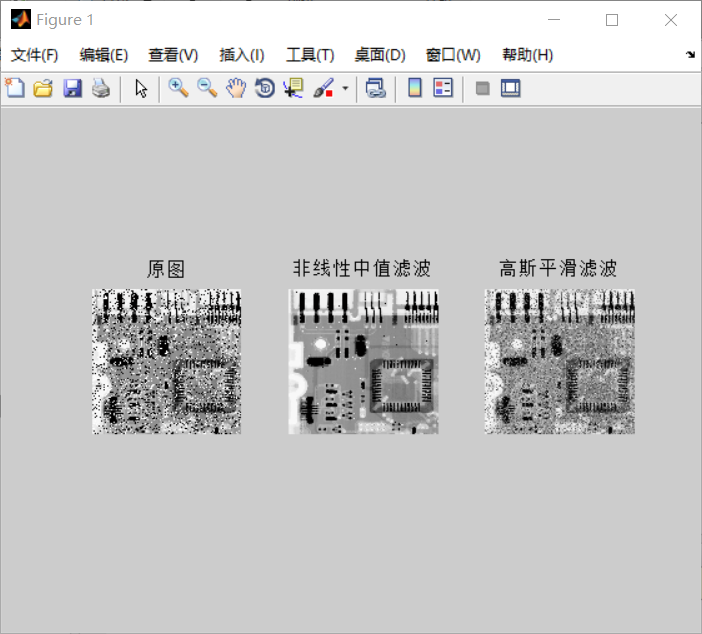 Figure 1
文件(F) 编辑(E) 查看(V) 插入(I) 工具(T) 桌面(D) 窗口(W) 帮助(H)
原图 非线性中值滤波 高斯平滑滤波